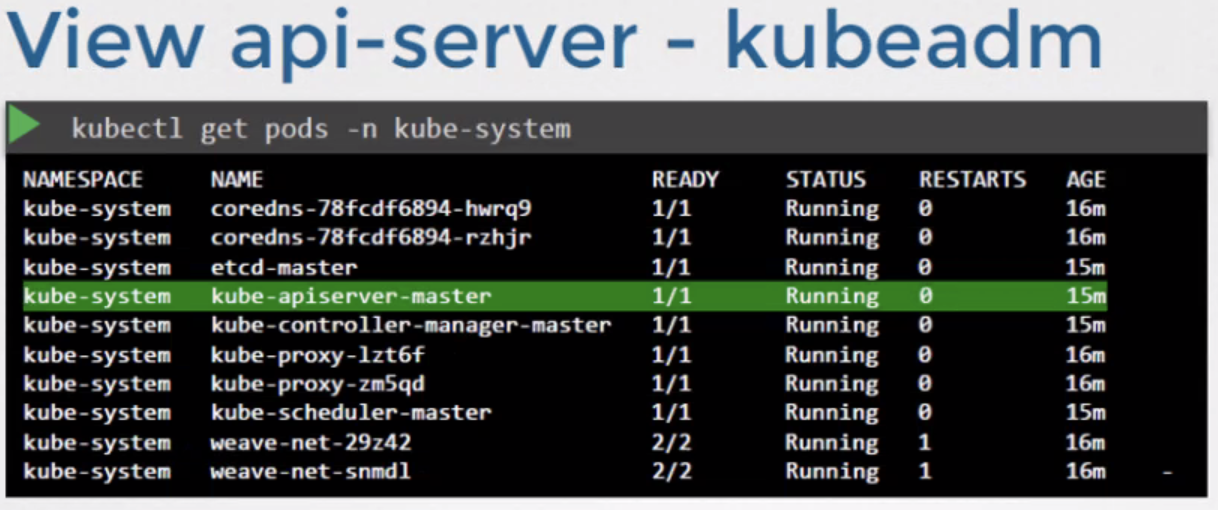 View api-server - kubeadm
kubectl get pods -n kube-system
NAMESPACE NAME READY STATUS RESTARTS AGE
kube-system coredns-78fcdf6894-hwrq9 1/1 Running 0 16m
kube-system coredns-78fcdf6894-rzhjr 1/1 Running 0 16m
kube-system etcd-master 1/1 Running 0 15m
kube-system kube-apiserver-master 1/1 Running 0 15m
kube-system kube-controller-manager-master 1/1 Running 0 15m
kube-system kube-proxy-lzt6f 1/1 Running 0 16m
kube-system kube-proxy-zm5qd 1/1 Running 0 16m
kube-system kube-scheduler-master 1/1 Running 0 15m
kube-system weave-net-29z42 2/2 Running 1 16m
kube-system weave-net-snmdl 2/2 Running 1 16m -